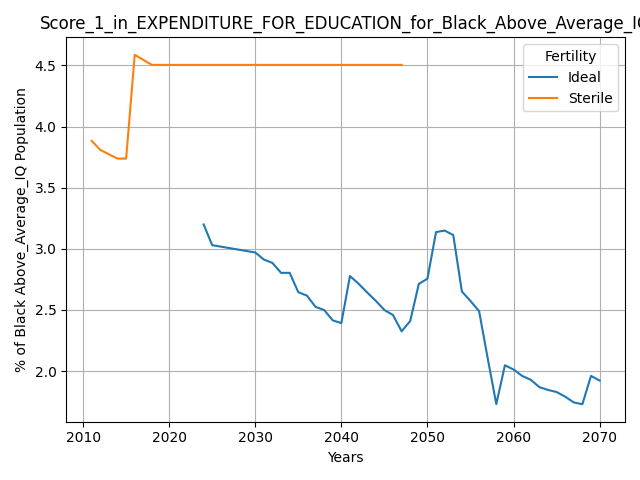 Score_1_in_EXPENDITURE_FOR_EDUCATION_for_Black_Above_Average_IQ
Fertility
Ideal
Sterile
% of Black Above_Average_IQ Population
4.5
4.0
3.5
3.0
2.5
2.0
2010 2020 2030 2040 2050 2060 2070
Years